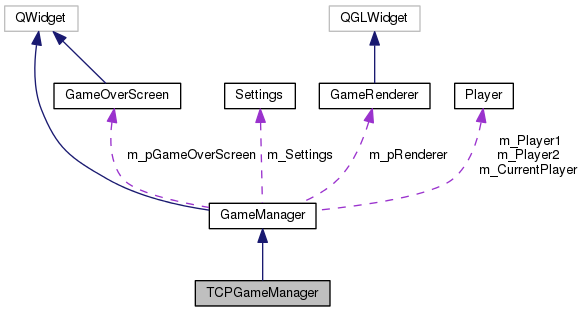 QWidget
QGLWidget
GameOverScreen
Settings
GameRenderer
Player
m_pGameOverScreen
m_Settings
m_pRenderer
m_Player1
m_Player2
m_CurrentPlayer
GameManager
TCPGameManager